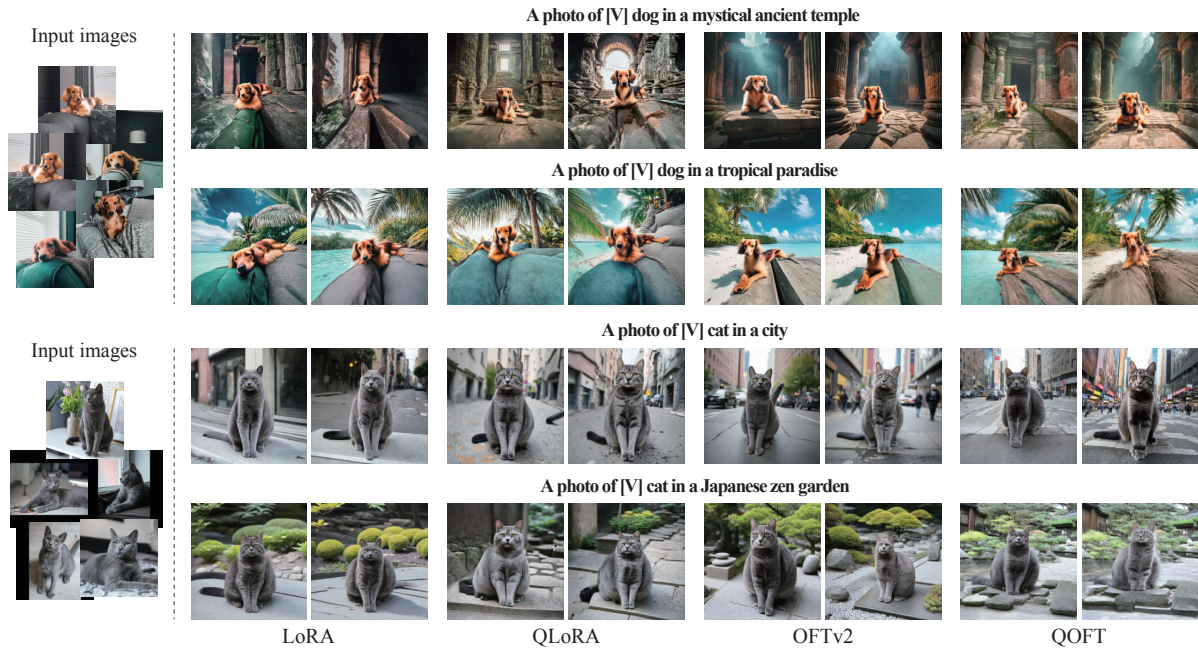 A photo of [V] dog in a mystical ancient temple
Input images
A photo of [V] dog in a tropical paradise
A photo of [V] cat in a city
Input images
A photo of [V] cat in a Japanese zen garden
LoRA QLoRA OFTv2 QOFT